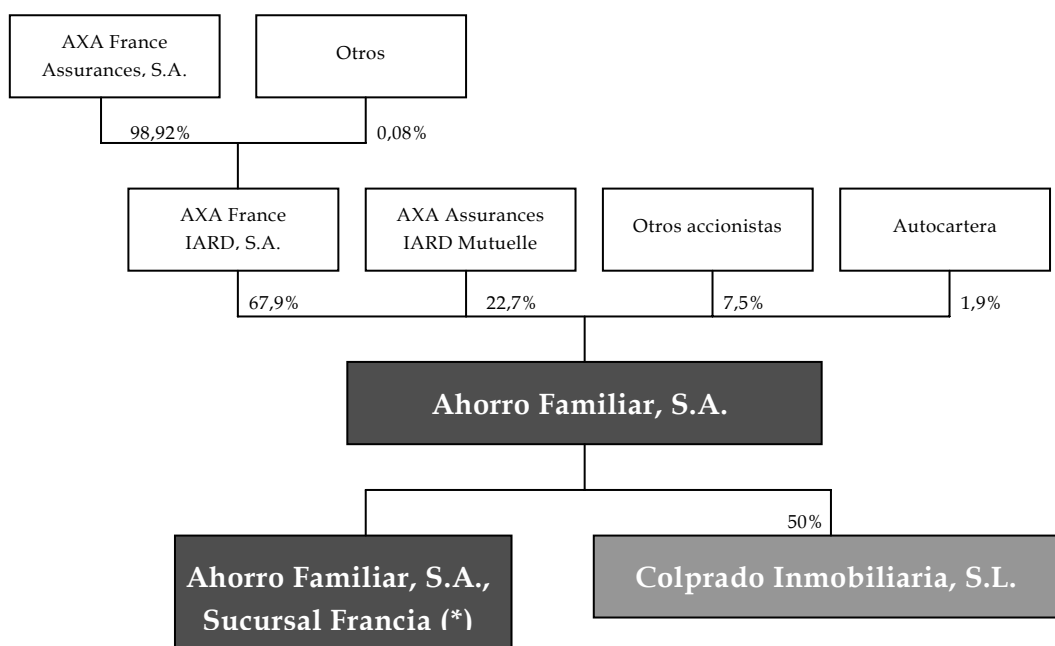 AXA France
Assurances, S.A.
Otros
98,92%
0,08%
AXA France
IARD, S.A.
AXA Assurances
IARD Mutuelle
Otros accionistas
Autocartera
67,9%
22,7%
7,5%
1,9%
Ahorro Familiar, S.A.
50%
Ahorro Familiar, S.A.,
Sucursal Francia (*)
Colprado Inmobiliaria, S.L.